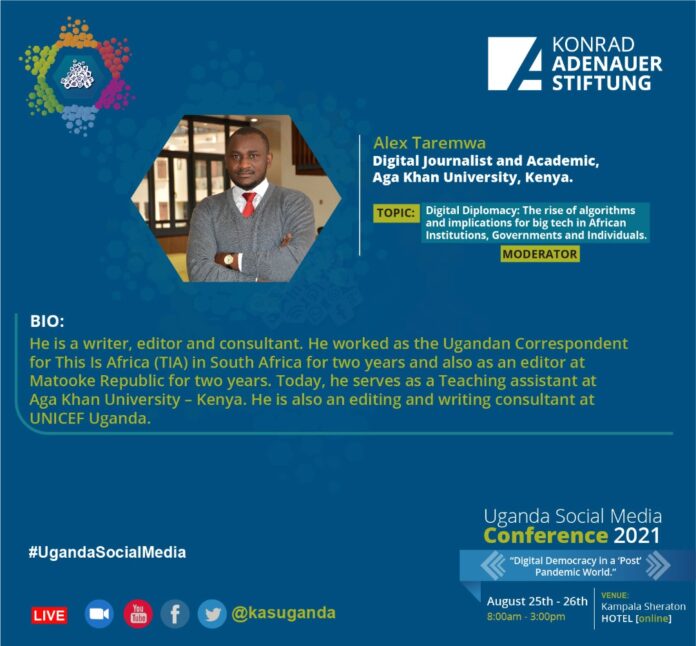 KONRAD
ADENAUER
STIFTUNG
Alex Taremwa
Digital Journalist and Academic,
Aga Khan University, Kenya.
TOPIC:
Digital Diplomacy: The rise of algorithms
and implications for big tech in African
Institutions, Governments and Individuals.
MODERATOR
BIO:
He is a writer, editor and consultant. He worked as the Ugandan Correspondent
for This Is Africa (TIA) in South Africa for two years and also as an editor at
Matooke Republic for two years. Today, he serves as a Teaching assistant at
Aga Khan University – Kenya. He is also an editing and writing consultant at
UNICEF Uganda.
#UgandaSocialMedia
LIVE
You
Tube
@kasuganda
Uganda Social Media
Conference 2021
“Digital Democracy in a ‘Post’
Pandemic World.”
August 25th - 26th
8:00am - 3:00pm
VENUE:
Kampala Sheraton
HOTEL [online]